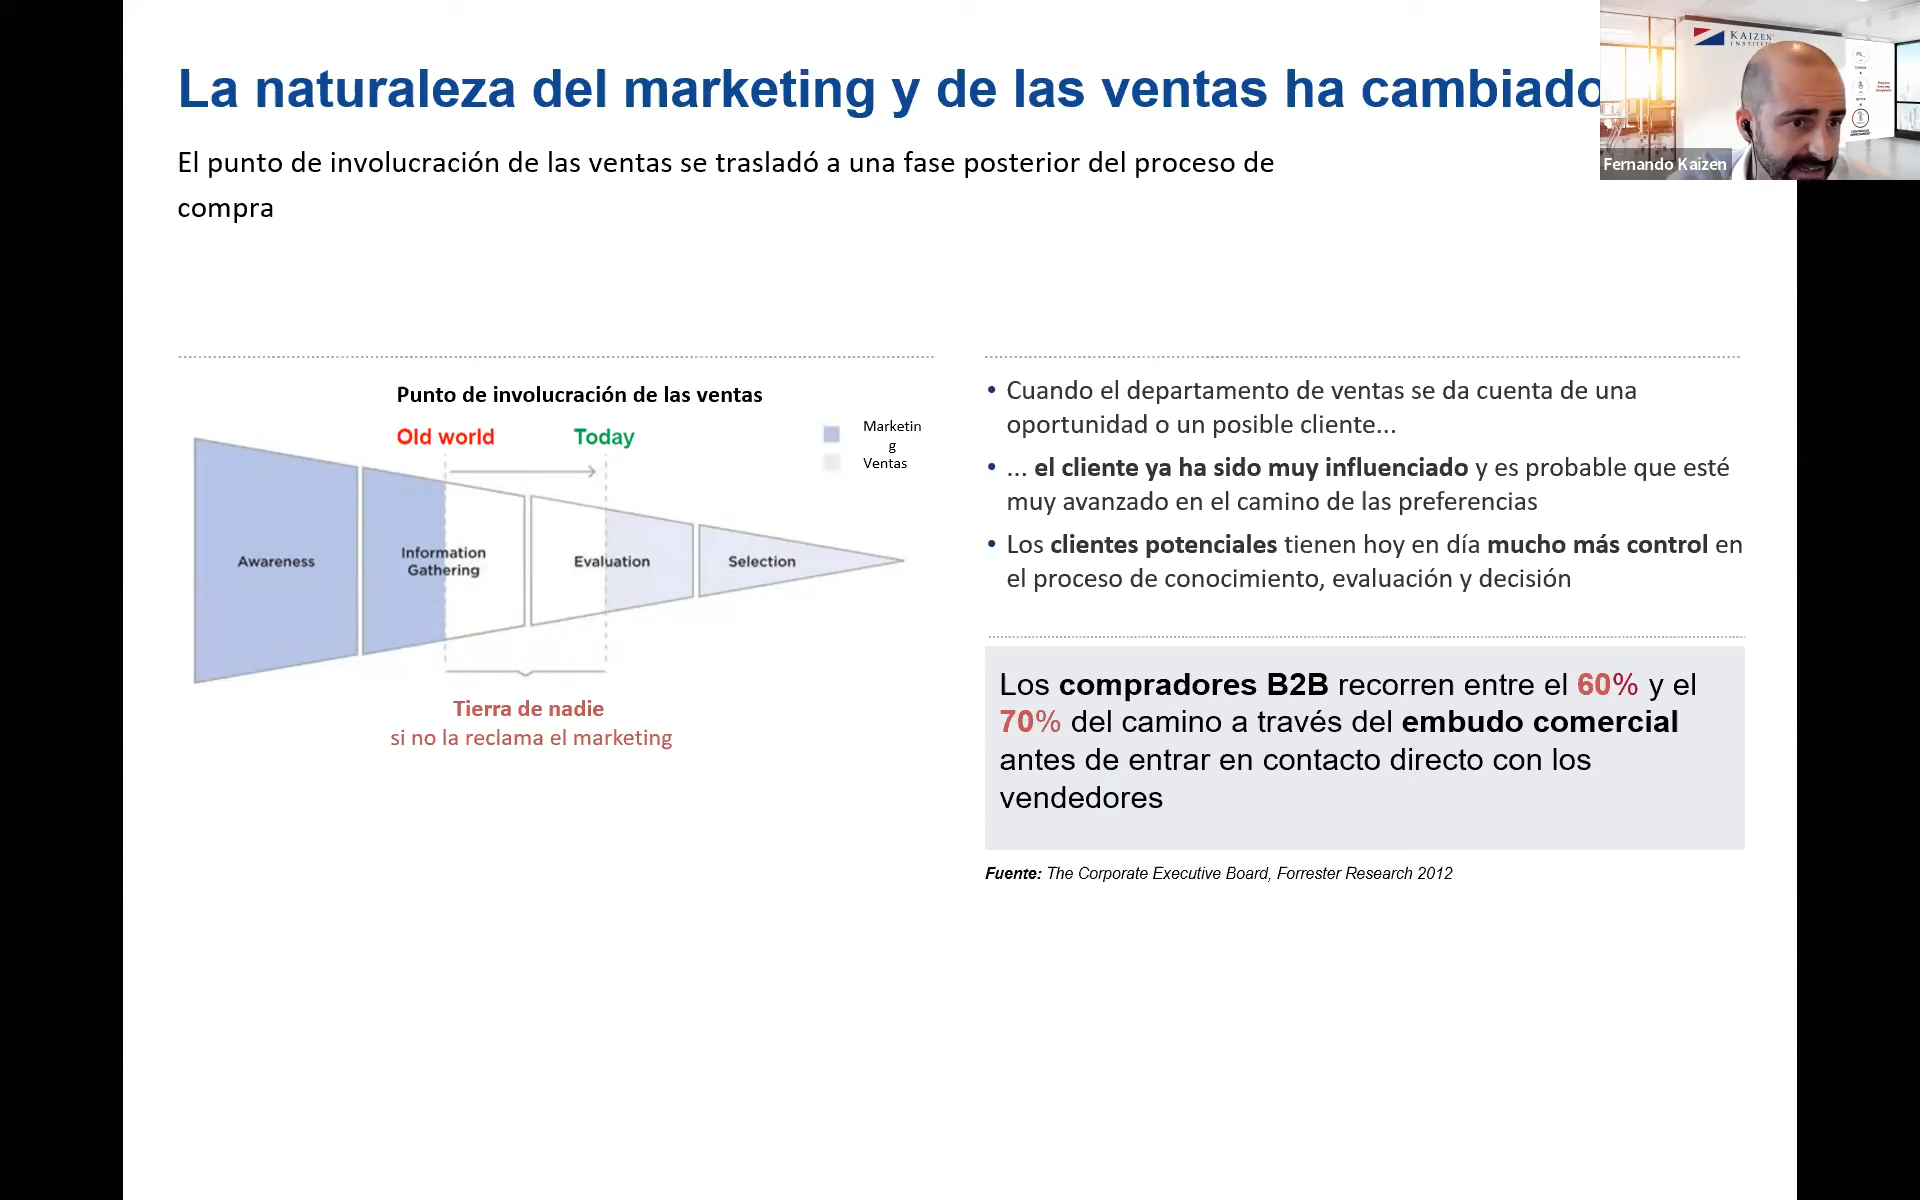 La naturaleza del marketing y de las ventas ha cambiado
KAIZEN
INSTITUTE
Fernando Kaizen
El punto de involucración de las ventas se trasladó a una fase posterior del proceso de
compra
Punto de involucración de las ventas
Old world
Today
Marketin
g
Ventas
Awareness
Information
Gathering
Evaluation
Selection
Tierra de nadie
si no la reclama el marketing
• Cuando el departamento de ventas se da cuenta de una
oportunidad o un posible cliente...
• ... el cliente ya ha sido muy influenciado y es probable que esté
muy avanzado en el camino de las preferencias
• Los clientes potenciales tienen hoy en día mucho más control en
el proceso de conocimiento, evaluación y decisión
Los compradores B2B recorren entre el 60% y el
70% del camino a través del embudo comercial
antes de entrar en contacto directo con los
vendedores
Fuente: The Corporate Executive Board, Forrester Research 2012